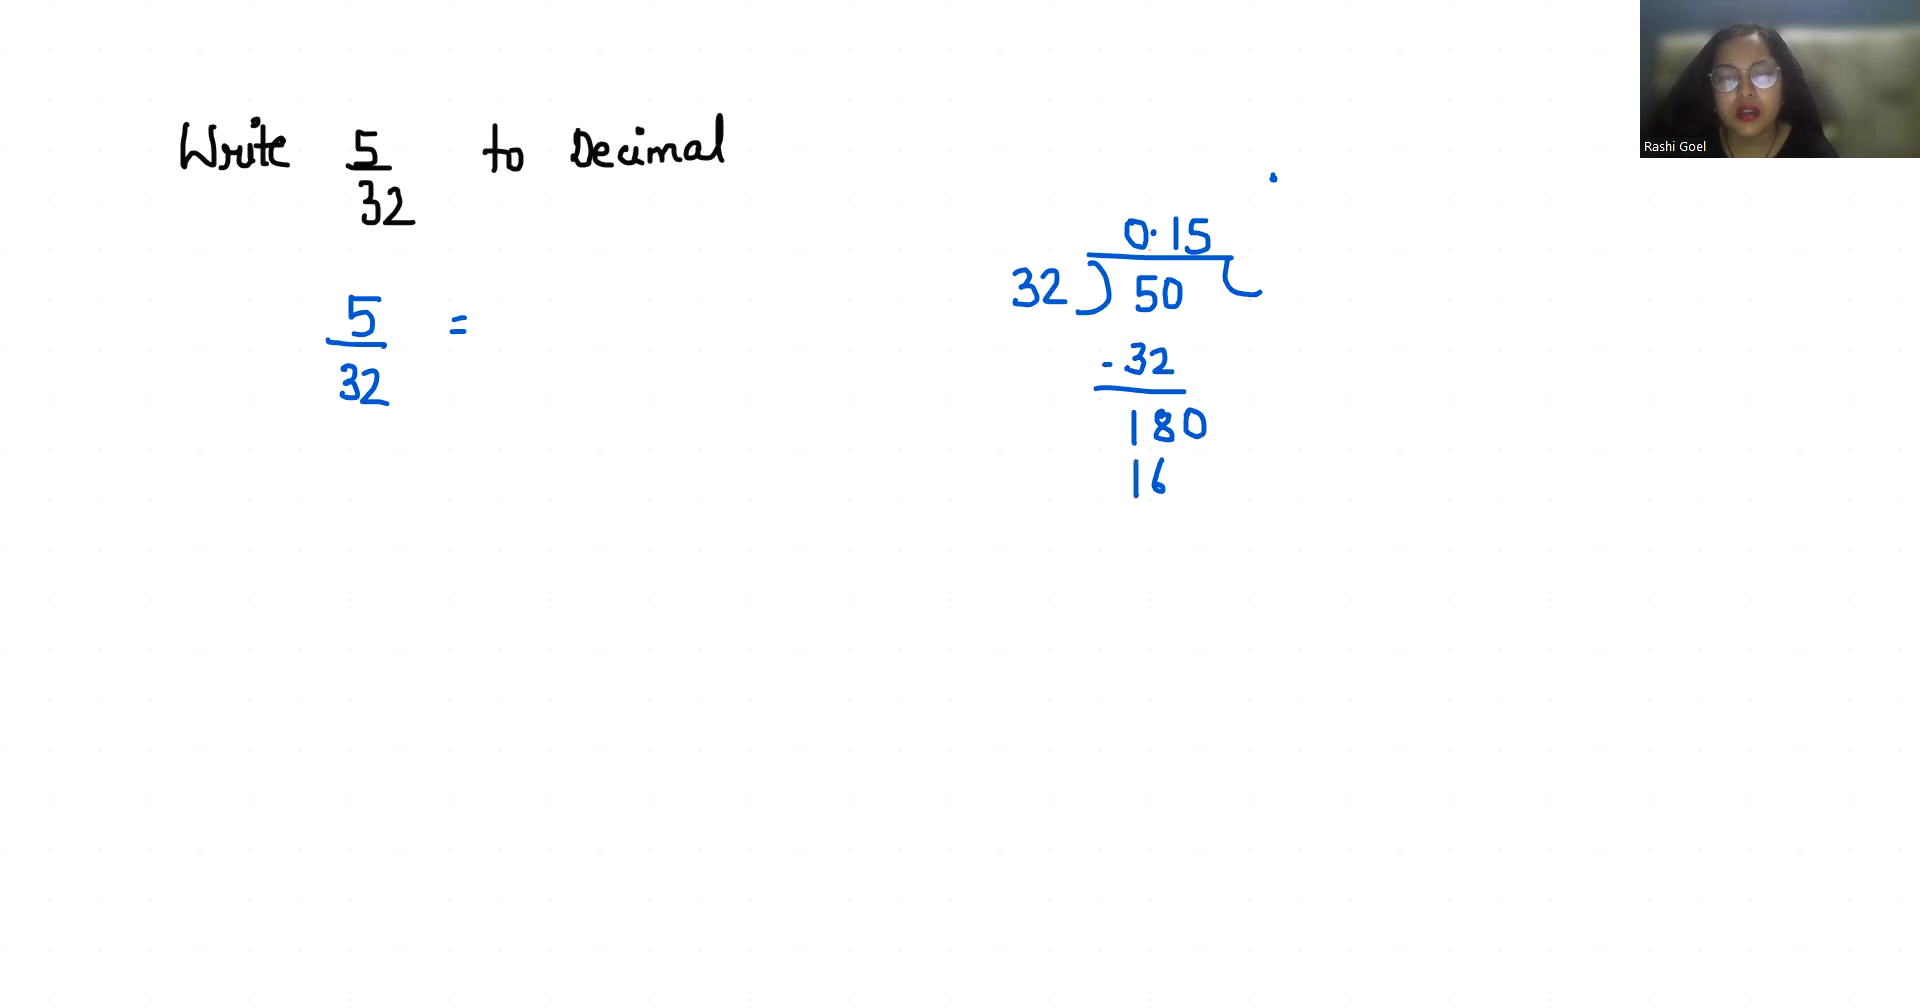 Write 5/32 to Decimal
Rashi Goel
5/32 =
0.15
32 ) 50
- 32
180
16